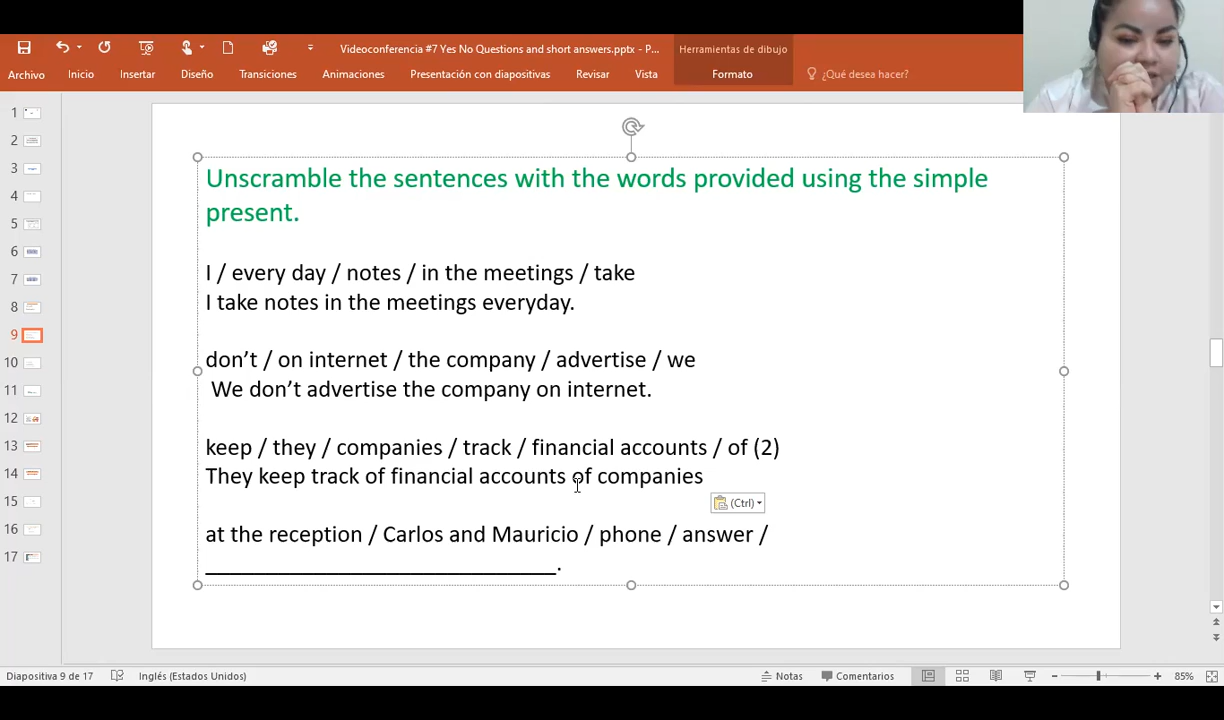 Videoconferencia #7 Yes No Questions and short answers.pptx - P...
Herramientas de dibujo
Archivo
Inicio
Insertar
Diseño
Transiciones
Animaciones
Presentación con diapositivas
Revisar
Vista
Formato
¿Qué desea hacer?
1
2
3
4
5
6
7
8
9
10
11
12
13
14
15
16
17
Unscramble the sentences with the words provided using the simple
present.
I / every day / notes / in the meetings / take
I take notes in the meetings everyday.
don’t / on internet / the company / advertise / we
We don’t advertise the company on internet.
keep / they / companies / track / financial accounts / of (2)
They keep track of financial accounts of companies
(Ctrl)
at the reception / Carlos and Mauricio / phone / answer /
______________________________.
Diapositiva 9 de 17
Inglés (Estados Unidos)
Notas
Comentarios
85%